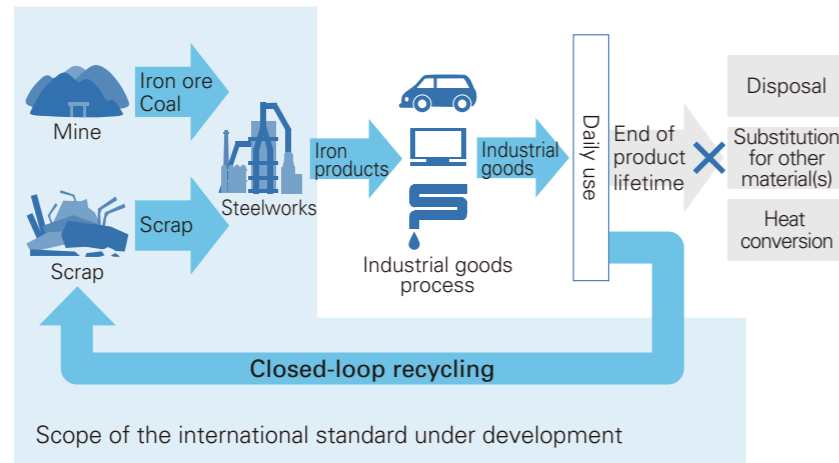 Iron ore
Coal
Mine
Scrap
Scrap
Steelworks
Iron
products
Industrial goods
process
Industrial
goods
Daily use
End of
product
lifetime
Disposal
Substitution
for other
material(s)
Heat
conversion
Closed-loop recycling
Scope of the international standard under development